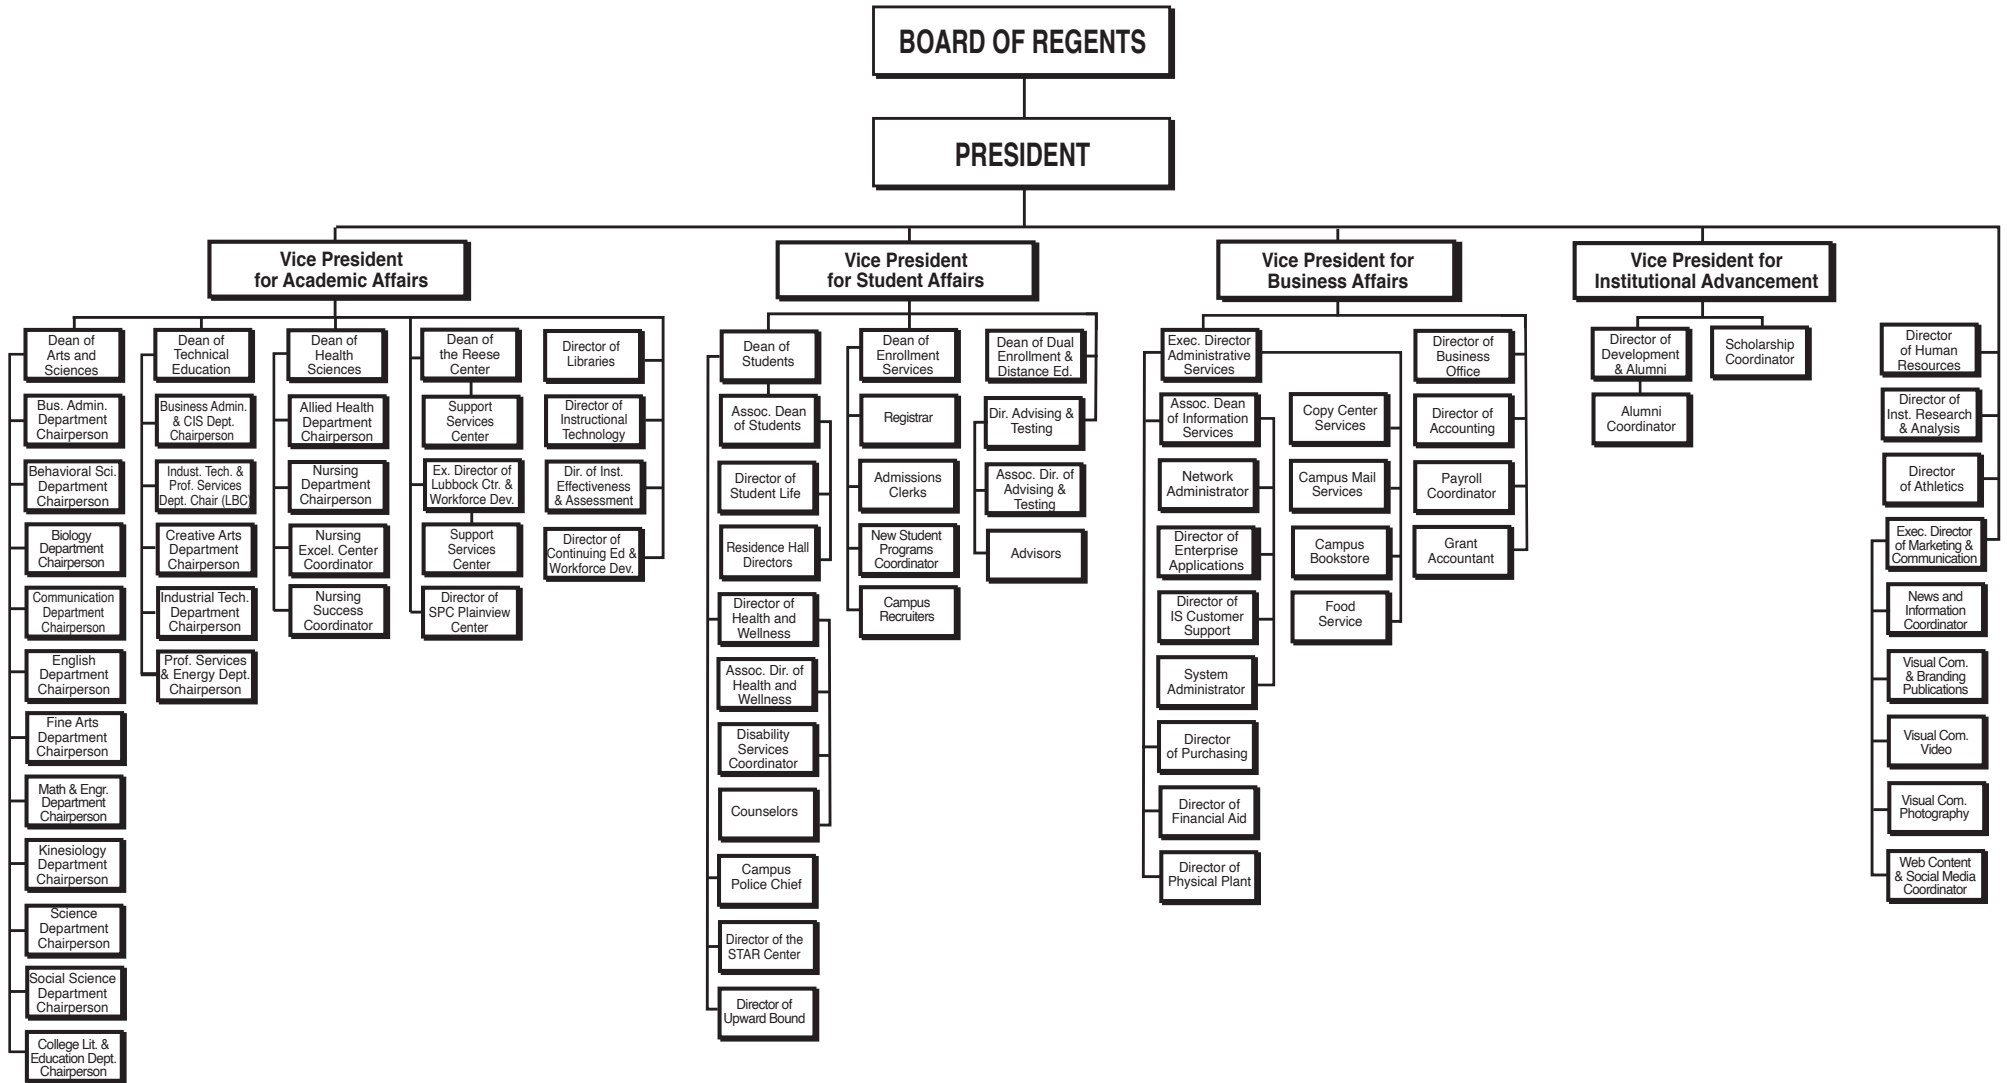 BOARD OF REGENTS
PRESIDENT
Vice President
for Academic Affairs
Dean of
Arts and
Sciences
Bus. Admin.
Department
Chairperson
Behavioral Sci.
Department
Chairperson
Biology
Department
Chairperson
Communication
Department
Chairperson
English
Department
Chairperson
Fine Arts
Department
Chairperson
Math & Engr.
Department
Chairperson
Kinesiology
Department
Chairperson
Science
Department
Chairperson
Social Science
Department
Chairperson
College Lit. &
Education Dept.
Chairperson
Dean of
Technical
Education
Business Admin.
& CIS Dept.
Chairperson
Indust. Tech. &
Prof. Services
Dept. Chair (LBC)
Creative Arts
Department
Chairperson
Industrial Tech.
Department
Chairperson
Prof. Services
& Energy Dept.
Chairperson
Dean of
Health
Sciences
Allied Health
Department
Chairperson
Nursing
Department
Chairperson
Nursing
Excel. Center
Coordinator
Nursing
Success
Coordinator
Dean of
the Reese
Center
Support
Services
Center
Ex. Director of
Lubbock Ctr. &
Workforce Dev.
Support
Services
Center
Director of
SPC Plainview
Center
Director of
Libraries
Director of
Instructional
Technology
Dir. of Inst.
Effectiveness
& Assessment
Director of
Continuing Ed &
Workforce Dev.
Vice President
for Student Affairs
Dean of
Students
Assoc. Dean
of Students
Director of
Student Life
Residence Hall
Directors
Director of
Health and
Wellness
Assoc. Dir. of
Health and
Wellness
Disability
Services
Coordinator
Counselors
Campus
Police Chief
Director of the
STAR Center
Director of
Upward Bound
Dean of
Enrollment
Services
Registrar
Admissions
Clerks
New Student
Programs
Coordinator
Campus
Recruiters
Dean of Dual
Enrollment &
Distance Ed.
Dir. Advising &
Testing
Assoc. Dir. of
Advising &
Testing
Advisors
Vice President for
Business Affairs
Exec. Director
Administrative
Services
Assoc. Dean
of Information
Services
Network
Administrator
Director of
Enterprise
Applications
Director of
IS Customer
Support
System
Administrator
Director
of Purchasing
Director of
Financial Aid
Director of
Physical Plant
Copy Center
Services
Campus Mail
Services
Campus
Bookstore
Food
Service
Director of
Business
Office
Director of
Accounting
Payroll
Coordinator
Grant
Accountant
Vice President for
Institutional Advancement
Director of
Development
& Alumni
Alumni
Coordinator
Scholarship
Coordinator
Director
of Human
Resources
Director of
Inst. Research
& Analysis
Director
of Athletics
Exec. Director
of Marketing &
Communication
News and
Information
Coordinator
Visual Com.
& Branding
Publications
Visual Com.
Video
Visual Com.
Photography
Web Content
& Social Media
Coordinator